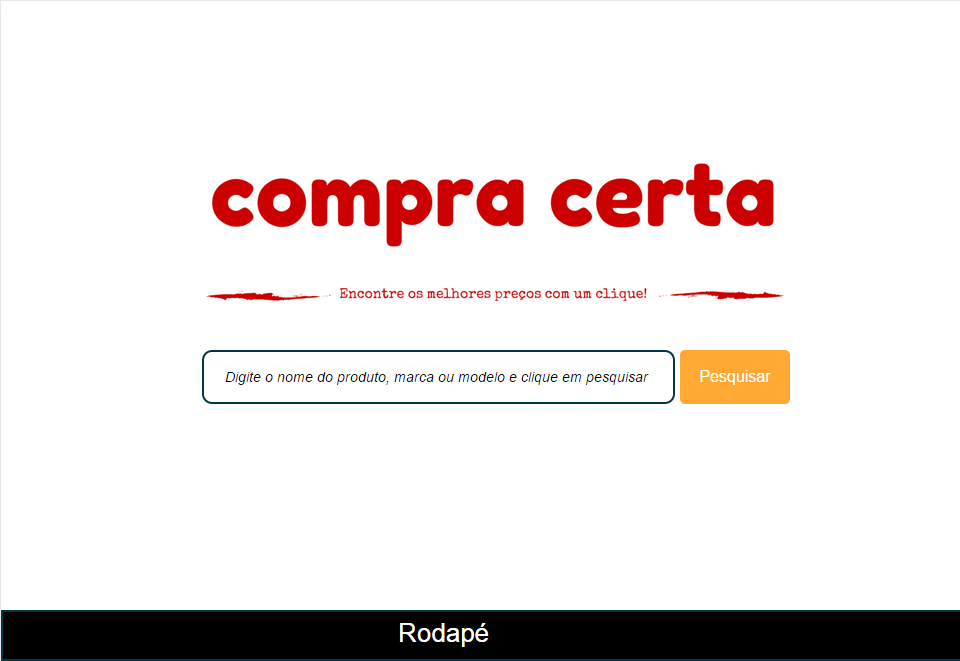 compra certa
Encontre os melhores preços com um clique!
Digite o nome do produto, marca ou modelo e clique em pesquisar
Pesquisar
Rodapé